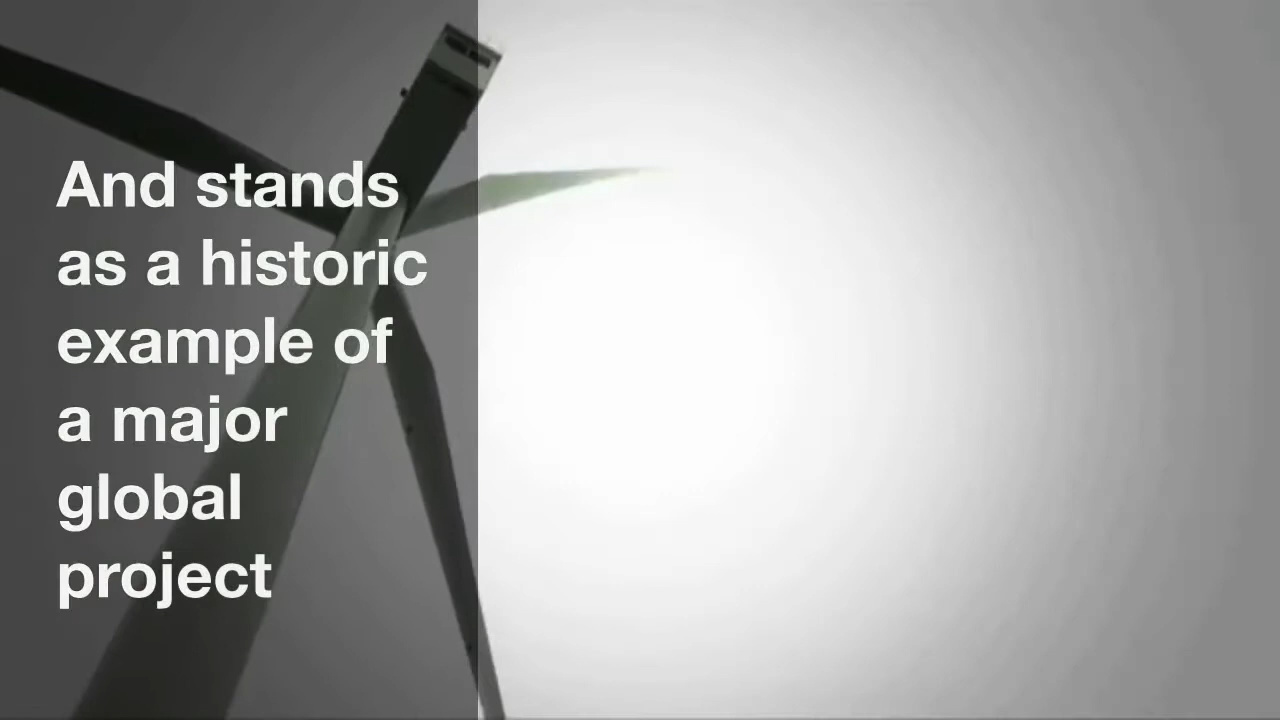 And stands
as a historic
example of
a major
global
project